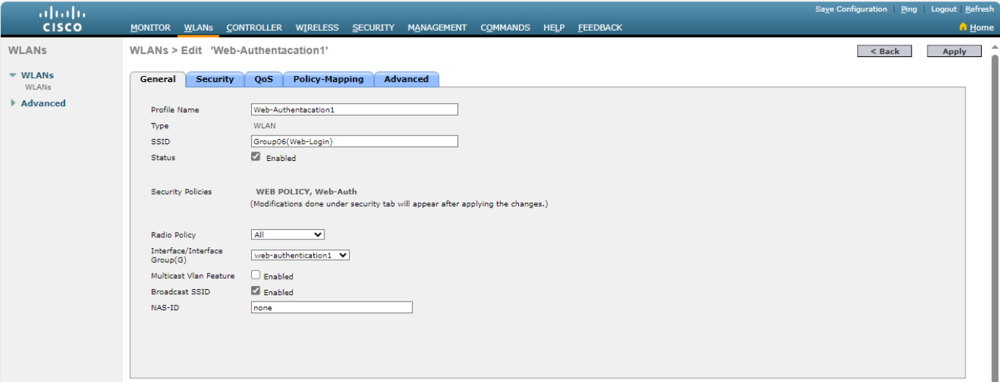 Save Configuration | Ping | Logout | Refresh
CISCO MONITOR WLANs CONTROLLER WIRELESS SECURITY MANAGEMENT COMMANDS HELP FEEDBACK Home
WLANs
WLANs > Edit 'Web-Authentacation1'
< Back Apply
WLANs
WLANs
Advanced
General Security QoS Policy-Mapping Advanced
Profile Name Web-Authentacation1
Type WLAN
SSID Group06(Web-Login)
Status Enabled
Security Policies WEB POLICY, Web-Auth
(Modifications done under security tab will appear after applying the changes.)
Radio Policy All
Interface/Interface
Group(G) web-authentication1
Multicast Vlan Feature Enabled
Broadcast SSID Enabled
NAS-ID none